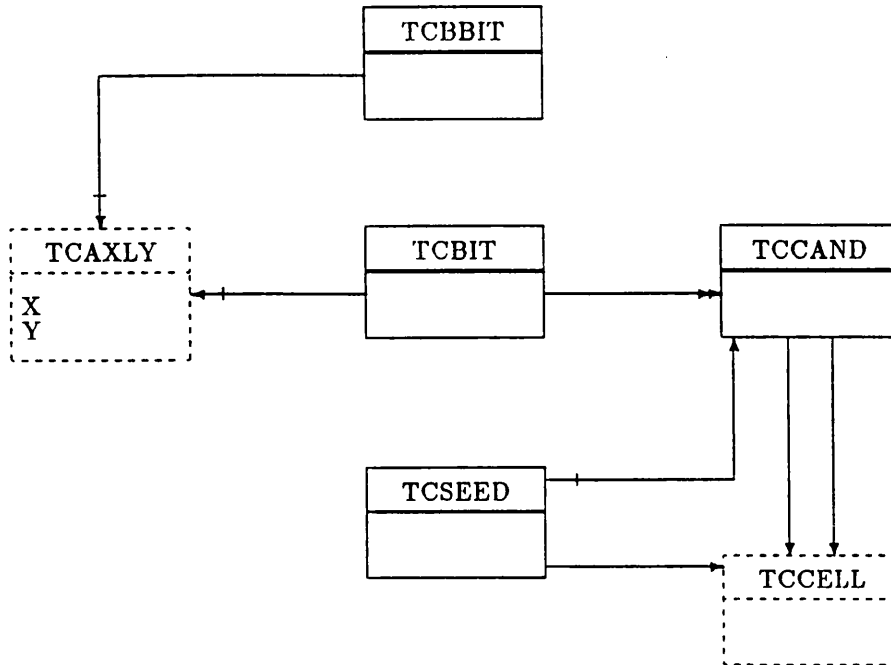 TCBBIT
TCAXLY
X
Y
TCBIT
TCCAND
TCSEED
TCCELL